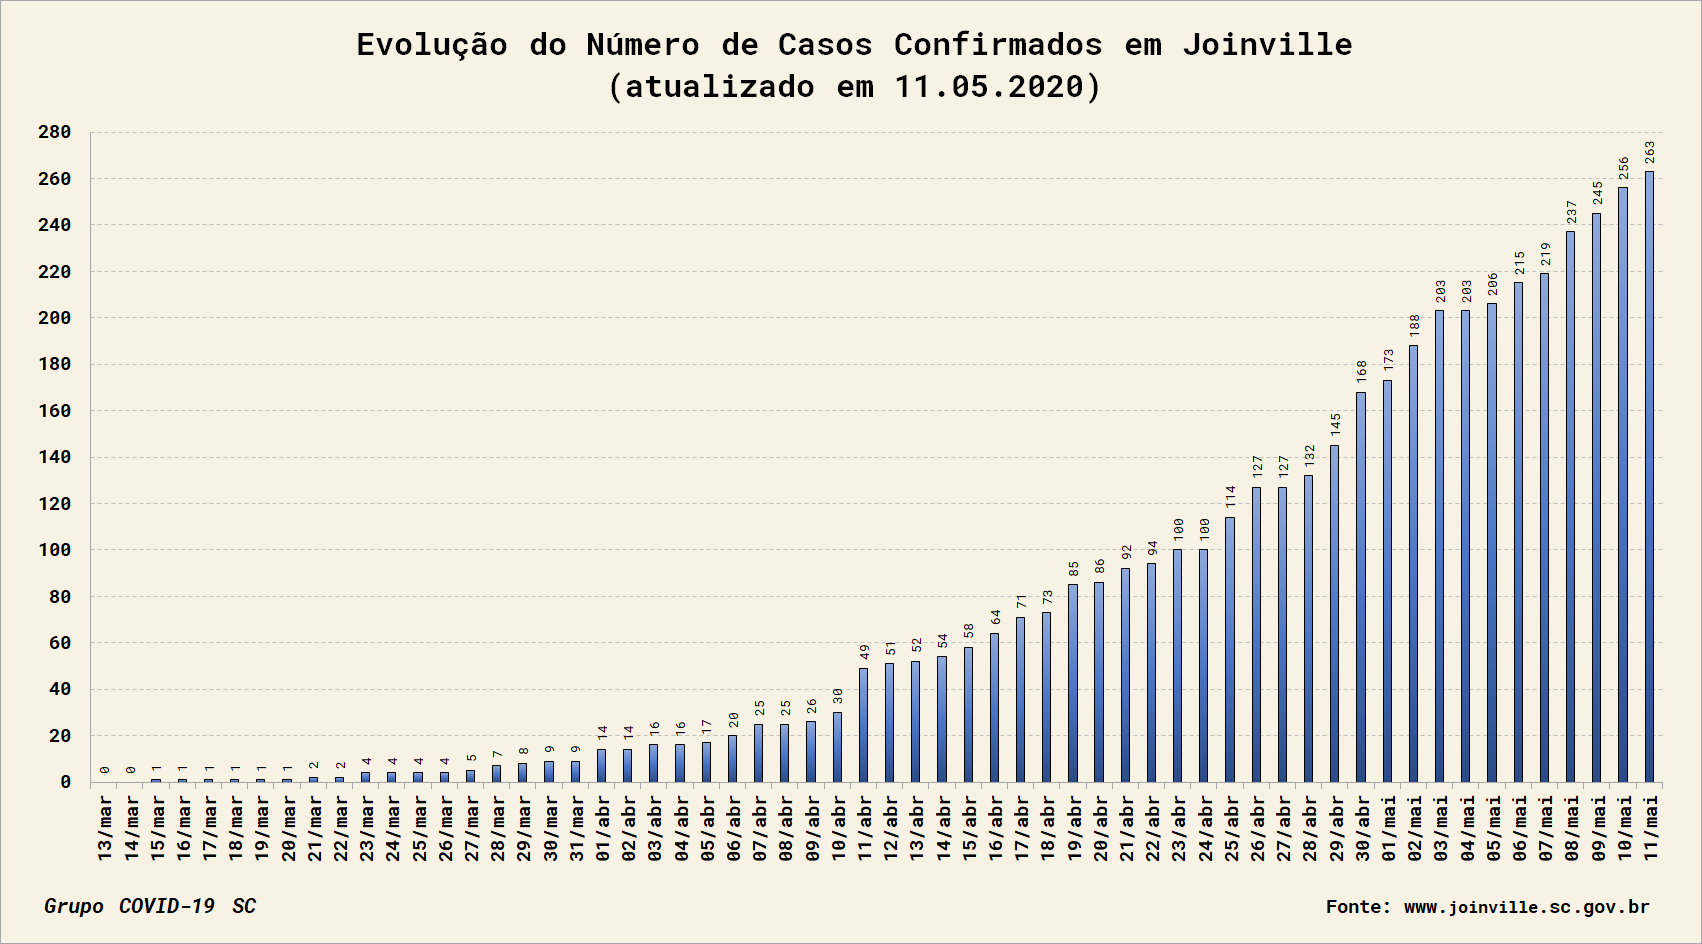 Evolução do Número de Casos Confirmados em Joinville
(atualizado em 11.05.2020)
280
260
240
220
200
180
160
140
120
100
80
60
40
20
0
0 0 1 1 1 1 1 1 2 2 4 4 4 4 5 7 8 9 9 14 14 16 16 17 20 25 25 26 30 49 51 52 54 58 64 71 73 85 86 92 94 100 100 114 127 127 132 145 168 173 188 203 203 206 215 219 237 245 256 263
13/mar 14/mar 15/mar 16/mar 17/mar 18/mar 19/mar 20/mar 21/mar 22/mar 23/mar 24/mar 25/mar 26/mar 27/mar 28/mar 29/mar 30/mar 31/mar 01/abr 02/abr 03/abr 04/abr 05/abr 06/abr 07/abr 08/abr 09/abr 10/abr 11/abr 12/abr 13/abr 14/abr 15/abr 16/abr 17/abr 18/abr 19/abr 20/abr 21/abr 22/abr 23/abr 24/abr 25/abr 26/abr 27/abr 28/abr 29/abr 30/abr 01/mai 02/mai 03/mai 04/mai 05/mai 06/mai 07/mai 08/mai 09/mai 10/mai 11/mai
Grupo COVID-19 SC
Fonte: www.joinville.sc.gov.br